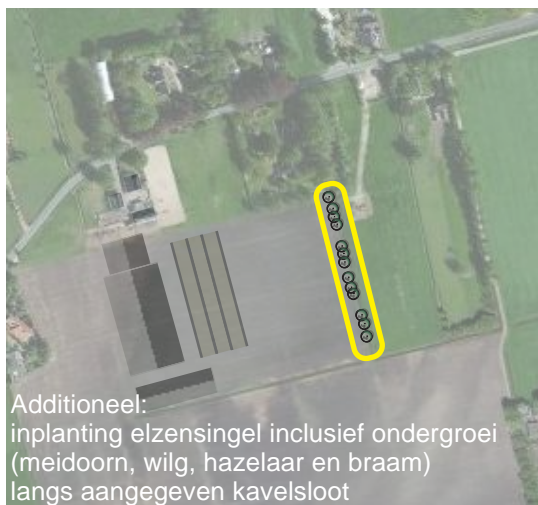 Additioneel:
inplanting elzensingel inclusief ondergroei
(meidoorn, wilg, hazelaar en braam)
langs aangegeven kavelsloot